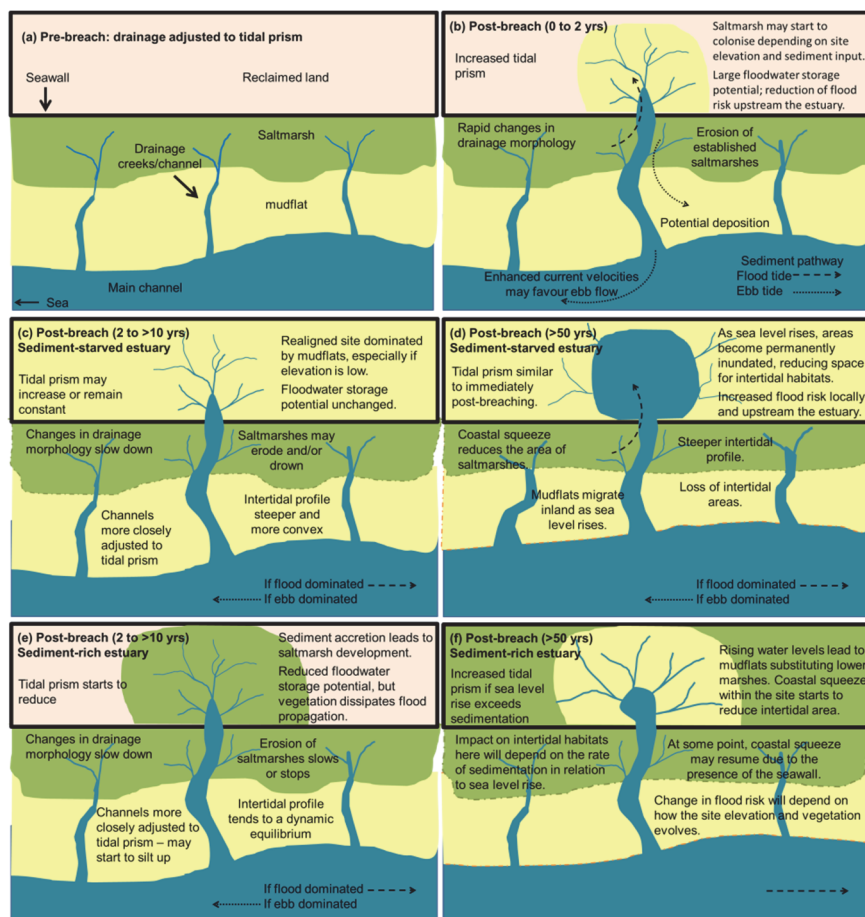 (a) Pre-breach: drainage adjusted to tidal prism
Seawall
Reclaimed land
Saltmarsh
Drainage
creeks/channel
mudflat
Main channel
Sea
(b) Post-breach (0 to 2 yrs)
Increased tidal
prism
Saltmarsh may start to
colonise depending on site
elevation and sediment input.
Large floodwater storage
potential; reduction of flood
risk upstream the estuary.
Rapid changes in
drainage morphology
Erosion of
established
saltmarshes
Potential deposition
Enhanced current velocities
may favour ebb flow
Sediment pathway
Flood tide
Ebb tide
(c) Post-breach (2 to >10 yrs)
Sediment-starved estuary
Tidal prism may
increase or remain
constant
Realigned site dominated
by mudflats, especially if
elevation is low.
Floodwater storage
potential unchanged.
Changes in drainage
morphology slow down
Saltmarshes may
erode and/or
drown
Channels
more closely
adjusted to
tidal prism
Intertidal profile
steeper and
more convex
If flood dominated
If ebb dominated
(d) Post-breach (>50 yrs)
Sediment-starved estuary
Tidal prism similar
to immediately
post-breaching.
As sea level rises, areas
become permanently
inundated, reducing space
for intertidal habitats.
Increased flood risk locally
and upstream the estuary.
Coastal squeeze
reduces the area of
saltmarshes.
Steeper intertidal
profile.
Mudflats migrate
inland as sea
level rises.
Loss of intertidal
areas.
If flood dominated
If ebb dominated
(e) Post-breach (2 to >10 yrs)
Sediment-rich estuary
Tidal prism starts to
reduce
Sediment accretion leads to
saltmarsh development.
Reduced floodwater
storage potential, but
vegetation dissipates flood
propagation.
Changes in drainage
morphology slow down
Erosion of
saltmarshes slows
or stops
Channels more
closely adjusted to
tidal prism – may
start to silt up
Intertidal profile
tends to a dynamic
equilibrium
If flood dominated
If ebb dominated
(f) Post-breach (>50 yrs)
Sediment-rich estuary
Increased tidal
prism if sea level
rise exceeds
sedimentation
Rising water levels lead to
mudflats substituting lower
marshes. Coastal squeeze
within the site starts to
reduce intertidal area.
Impact on intertidal habitats
here will depend on the rate
of sedimentation in relation
to sea level rise.
At some point, coastal squeeze
may resume due to the
presence of the seawall.
Change in flood risk will depend on
how the site elevation and vegetation
evolves.